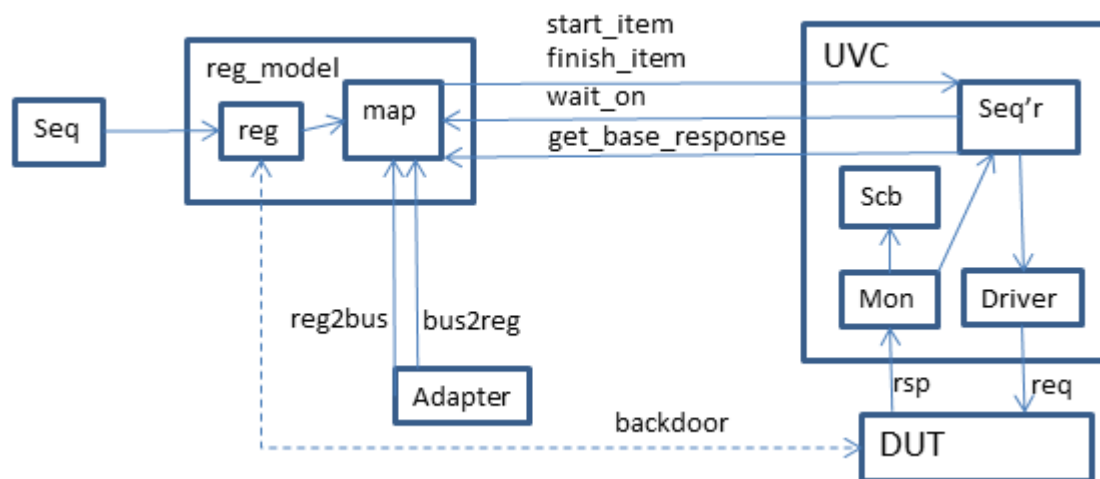 start_item
finish_item
wait_on
get_base_response
reg_model
Seq
reg
map
UVC
Seq’r
Scb
Mon
Driver
reg2bus
bus2reg
Adapter
rsp
req
backdoor
DUT